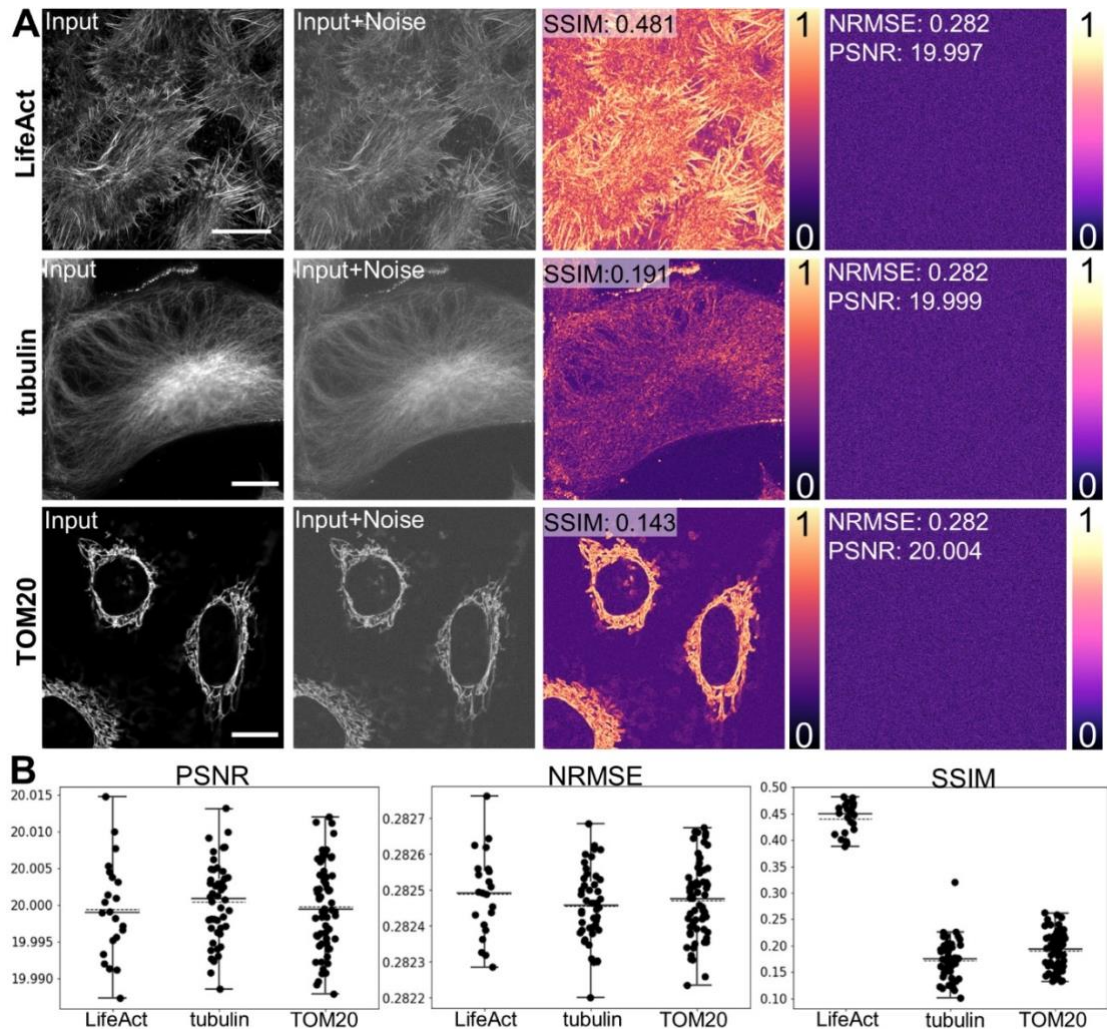 A
Input
Input+Noise
SSIM: 0.481
1
0
NRMSE: 0.282
PSNR: 19.997
1
0
LifeAct
Input
Input+Noise
SSIM:0.191
1
0
NRMSE: 0.282
PSNR: 19.999
1
0
tubulin
Input
Input+Noise
SSIM: 0.143
1
0
NRMSE: 0.282
PSNR: 20.004
1
0
TOM20
B
PSNR
20.015
20.010
20.005
20.000
19.995
19.990
LifeAct
tubulin
TOM20
NRMSE
0.2827
0.2826
0.2825
0.2824
0.2823
0.2822
LifeAct
tubulin
TOM20
SSIM
0.50
0.45
0.40
0.35
0.30
0.25
0.20
0.15
0.10
LifeAct
tubulin
TOM20